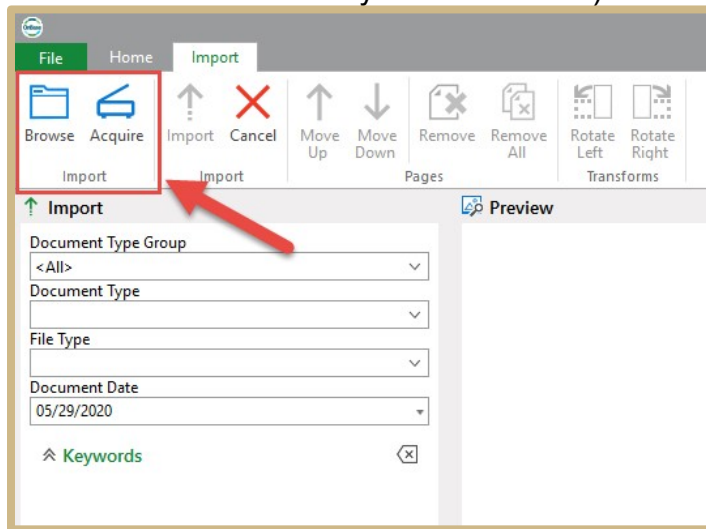 OnBase
File Home Import
Browse Acquire Import Cancel Move Up Move Down Remove Remove All Rotate Left Rotate Right
Import Import Pages Transforms
Import Preview
Document Type Group
<All>
Document Type
File Type
Document Date
05/29/2020
Keywords